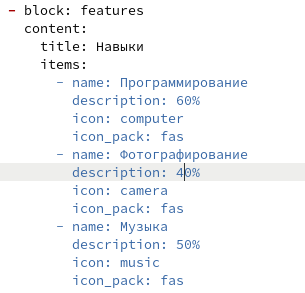 - block: features
  content:
    title: Навыки
    items:
      - name: Программирование
        description: 60%
        icon: computer
        icon_pack: fas
      - name: Фотографирование
        description: 40%
        icon: camera
        icon_pack: fas
      - name: Музыка
        description: 50%
        icon: music
        icon_pack: fas